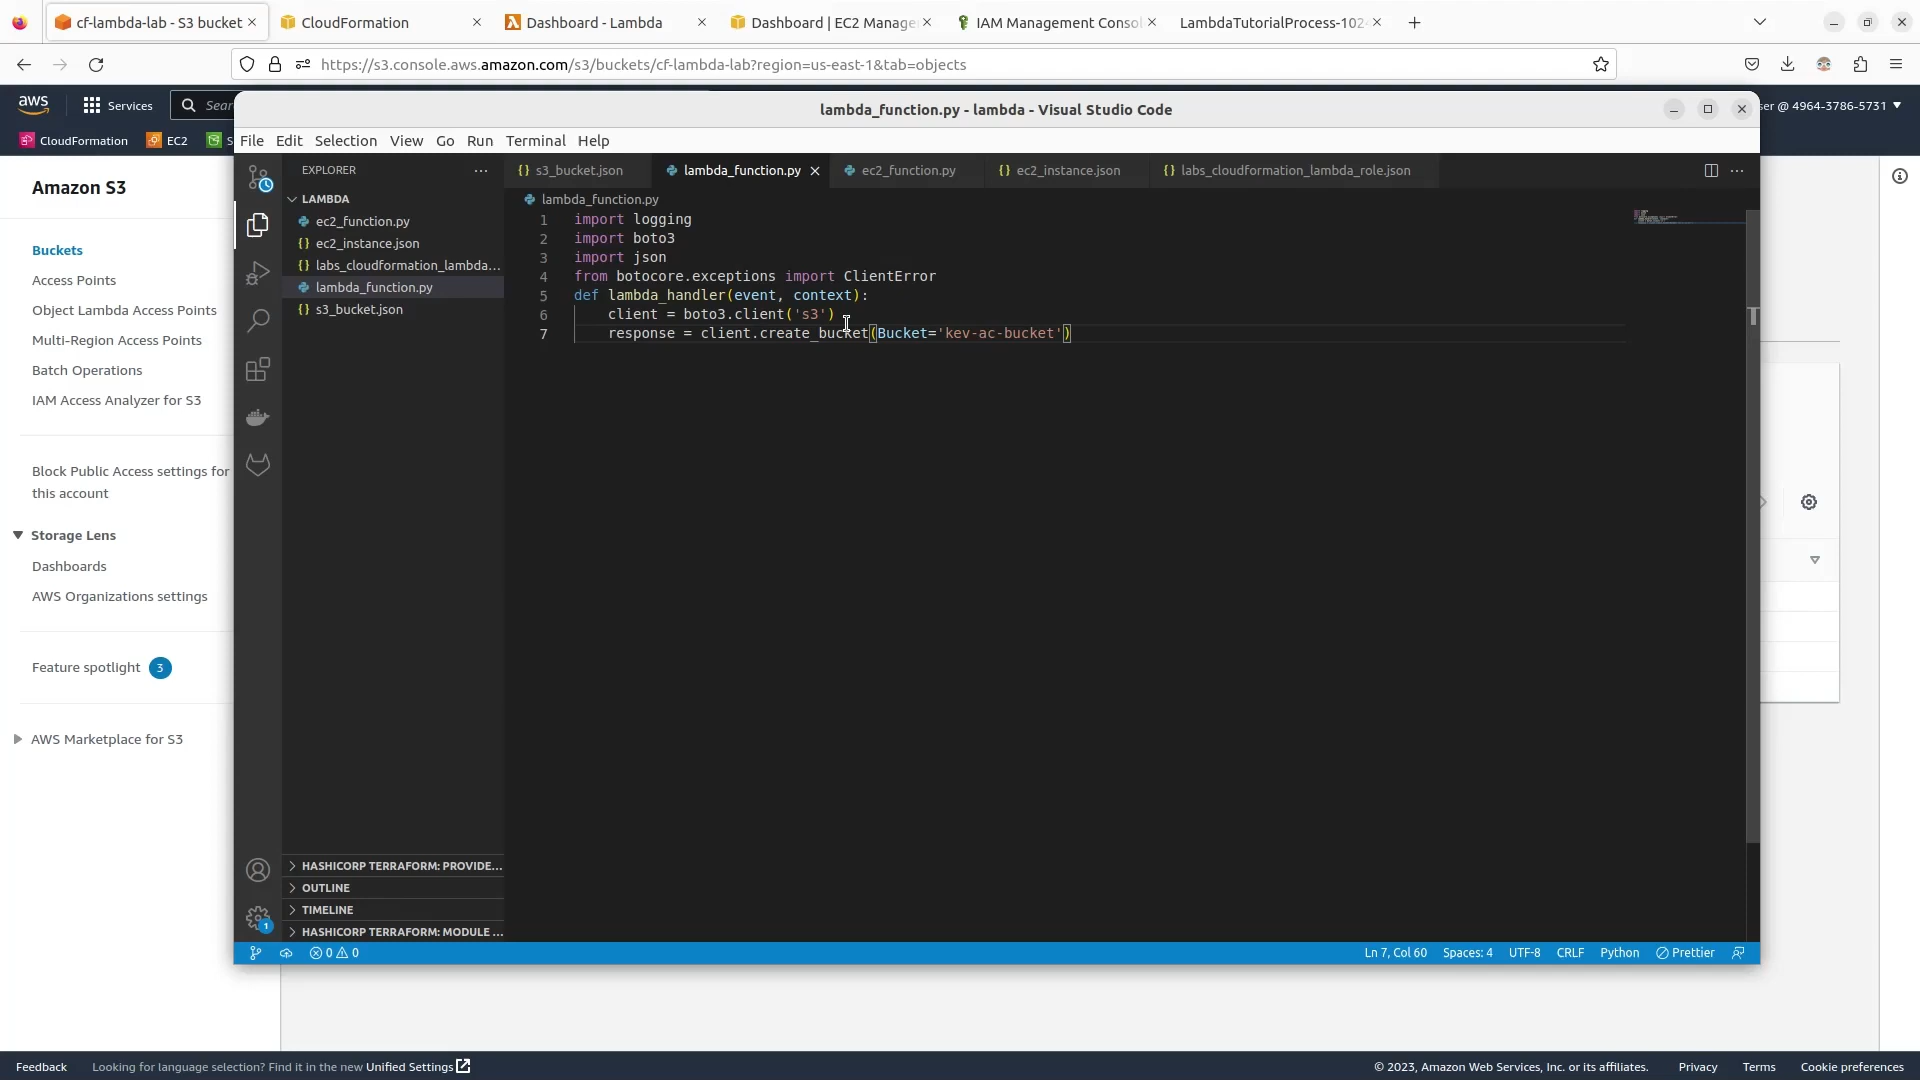 cf-lambda-lab - S3 bucket
CloudFormation
Dashboard - Lambda
Dashboard | EC2 Manage
IAM Management Consol
LambdaTutorialProcess-102
https://s3.console.aws.amazon.com/s3/buckets/cf-lambda-lab?region=us-east-1&tab=objects
aws
Services
Sear
ser @ 4964-3786-5731
CloudFormation
EC2
S
lambda_function.py - lambda - Visual Studio Code
File Edit Selection View Go Run Terminal Help
Amazon S3
Buckets
Access Points
Object Lambda Access Points
Multi-Region Access Points
Batch Operations
IAM Access Analyzer for S3
Block Public Access settings for
this account
Storage Lens
Dashboards
AWS Organizations settings
Feature spotlight 3
AWS Marketplace for S3
EXPLORER
LAMBDA
ec2_function.py
{} ec2_instance.json
{} labs_cloudformation_lambda...
lambda_function.py
{} s3_bucket.json
HASHICORP TERRAFORM: PROVIDE...
OUTLINE
TIMELINE
HASHICORP TERRAFORM: MODULE ...
1
{} s3_bucket.json
lambda_function.py
ec2_function.py
{} ec2_instance.json
{} labs_cloudformation_lambda_role.json
lambda_function.py
1 import logging
2 import boto3
3 import json
4 from botocore.exceptions import ClientError
5 def lambda_handler(event, context):
6 client = boto3.client('s3')
7 response = client.create_bucket(Bucket='kev-ac-bucket')
0 0
Ln 7, Col 60
Spaces: 4
UTF-8
CRLF
Python
Prettier
Feedback
Looking for language selection? Find it in the new Unified Settings
© 2023, Amazon Web Services, Inc. or its affiliates.
Privacy
Terms
Cookie preferences